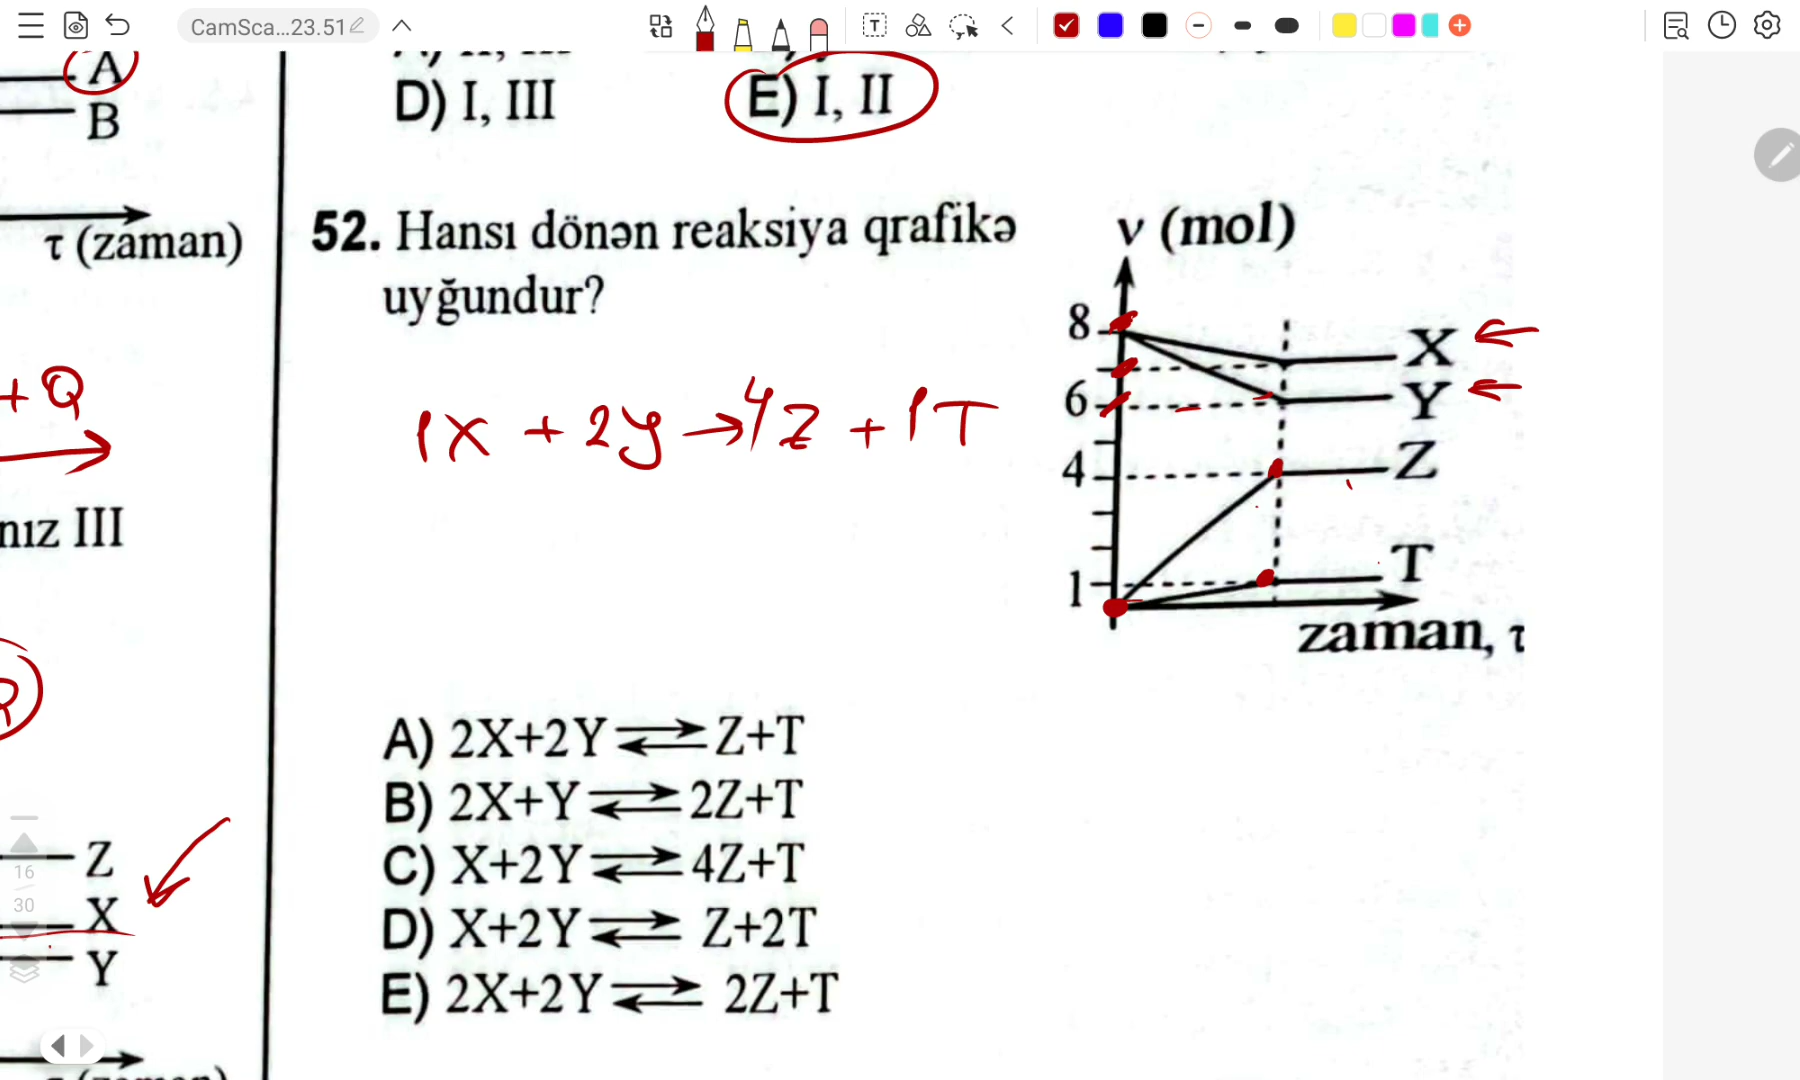 CamSca...23.51
A
B
τ (zaman)
+ Q
nız III
Z
X
Y
16
30
D) I, III
E) I, II
52. Hansı dönən reaksiya qrafikə
uyğundur?
1X + 2y → 4Z + 1T
ν (mol)
8
6
4
1
X
Y
Z
T
zaman, τ
A) 2X+2Y⇄Z+T
B) 2X+Y⇄2Z+T
C) X+2Y⇄4Z+T
D) X+2Y⇄ Z+2T
E) 2X+2Y⇄ 2Z+T